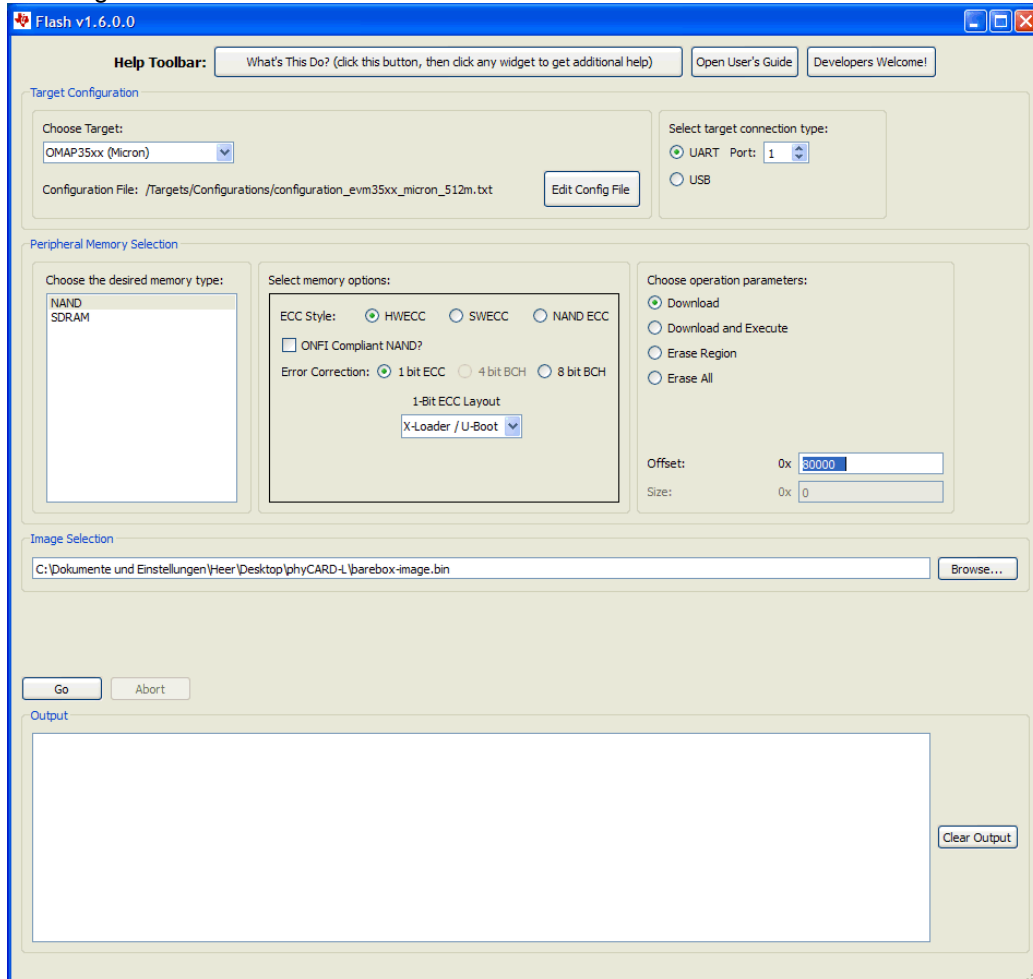 Flash v1.6.0.0
Help Toolbar: What's This Do? (click this button, then click any widget to get additional help) Open User's Guide Developers Welcome!
Target Configuration
Choose Target:
OMAP35xx (Micron)
Configuration File: /Targets/Configurations/configuration_evm35xx_micron_512m.txt Edit Config File
Select target connection type:
UART Port: 1
USB
Peripheral Memory Selection
Choose the desired memory type:
NAND
SDRAM
Select memory options:
ECC Style: HWECC SWECC NAND ECC
ONFI Compliant NAND?
Error Correction: 1 bit ECC 4 bit BCH 8 bit BCH
1-Bit ECC Layout
X-Loader / U-Boot
Choose operation parameters:
Download
Download and Execute
Erase Region
Erase All
Offset: 0x 80000
Size: 0x 0
Image Selection
C:\Dokumente und Einstellungen\Heer\Desktop\phyCARD-L\barebox-image.bin Browse...
Go Abort
Output
Clear Output